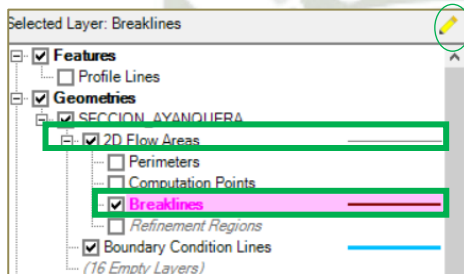 Selected Layer: Breaklines
Features
Profile Lines
Geometries
SECCION_AYANQUERA
2D Flow Areas
Perimeters
Computation Points
Breaklines
Refinement Regions
Boundary Condition Lines
(16 Empty Layers)